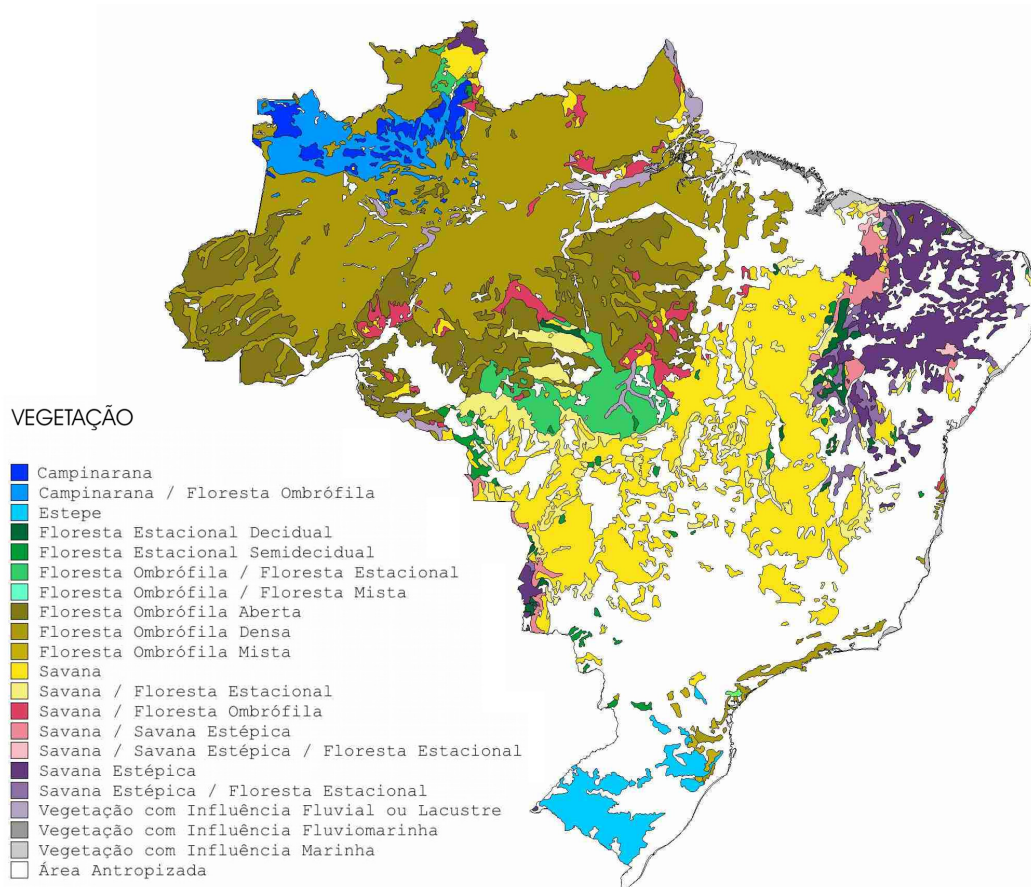 VEGETAÇÃO
Campinarana
Campinarana / Floresta Ombrófila
Estepe
Floresta Estacional Decidual
Floresta Estacional Semidecidual
Floresta Ombrófila / Floresta Estacional
Floresta Ombrófila / Floresta Mista
Floresta Ombrófila Aberta
Floresta Ombrófila Densa
Floresta Ombrófila Mista
Savana
Savana / Floresta Estacional
Savana / Floresta Ombrófila
Savana / Savana Estépica
Savana / Savana Estépica / Floresta Estacional
Savana Estépica
Savana Estépica / Floresta Estacional
Vegetação com Influência Fluvial ou Lacustre
Vegetação com Influência Fluviomarinha
Vegetação com Influência Marinha
Área Antropizada